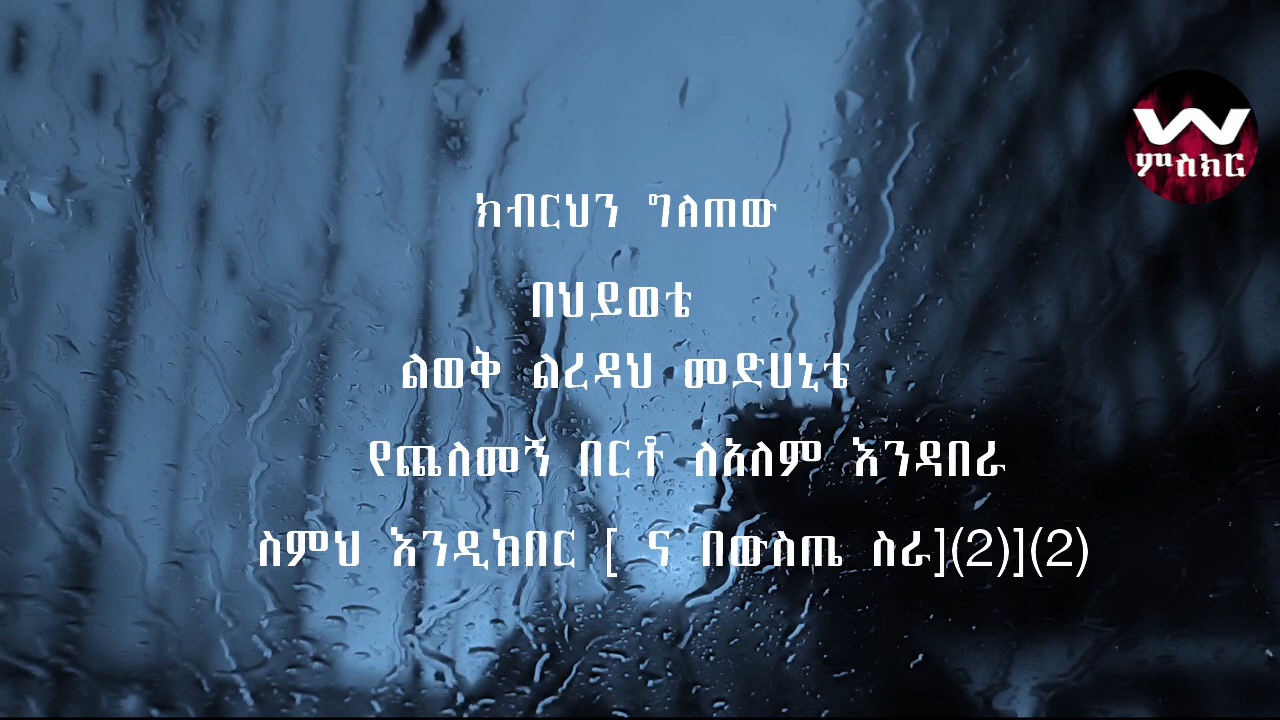 ምስክር
ክብርህን ግለጠው
በህይወቴ
ልወቅ ልረዳህ መድሀኒቴ
የጨለመኝ በርቶ ለአለም እንዳበራ
ስምህ እንዲከበር [ ና በውስጤ ስራ](2)](2)